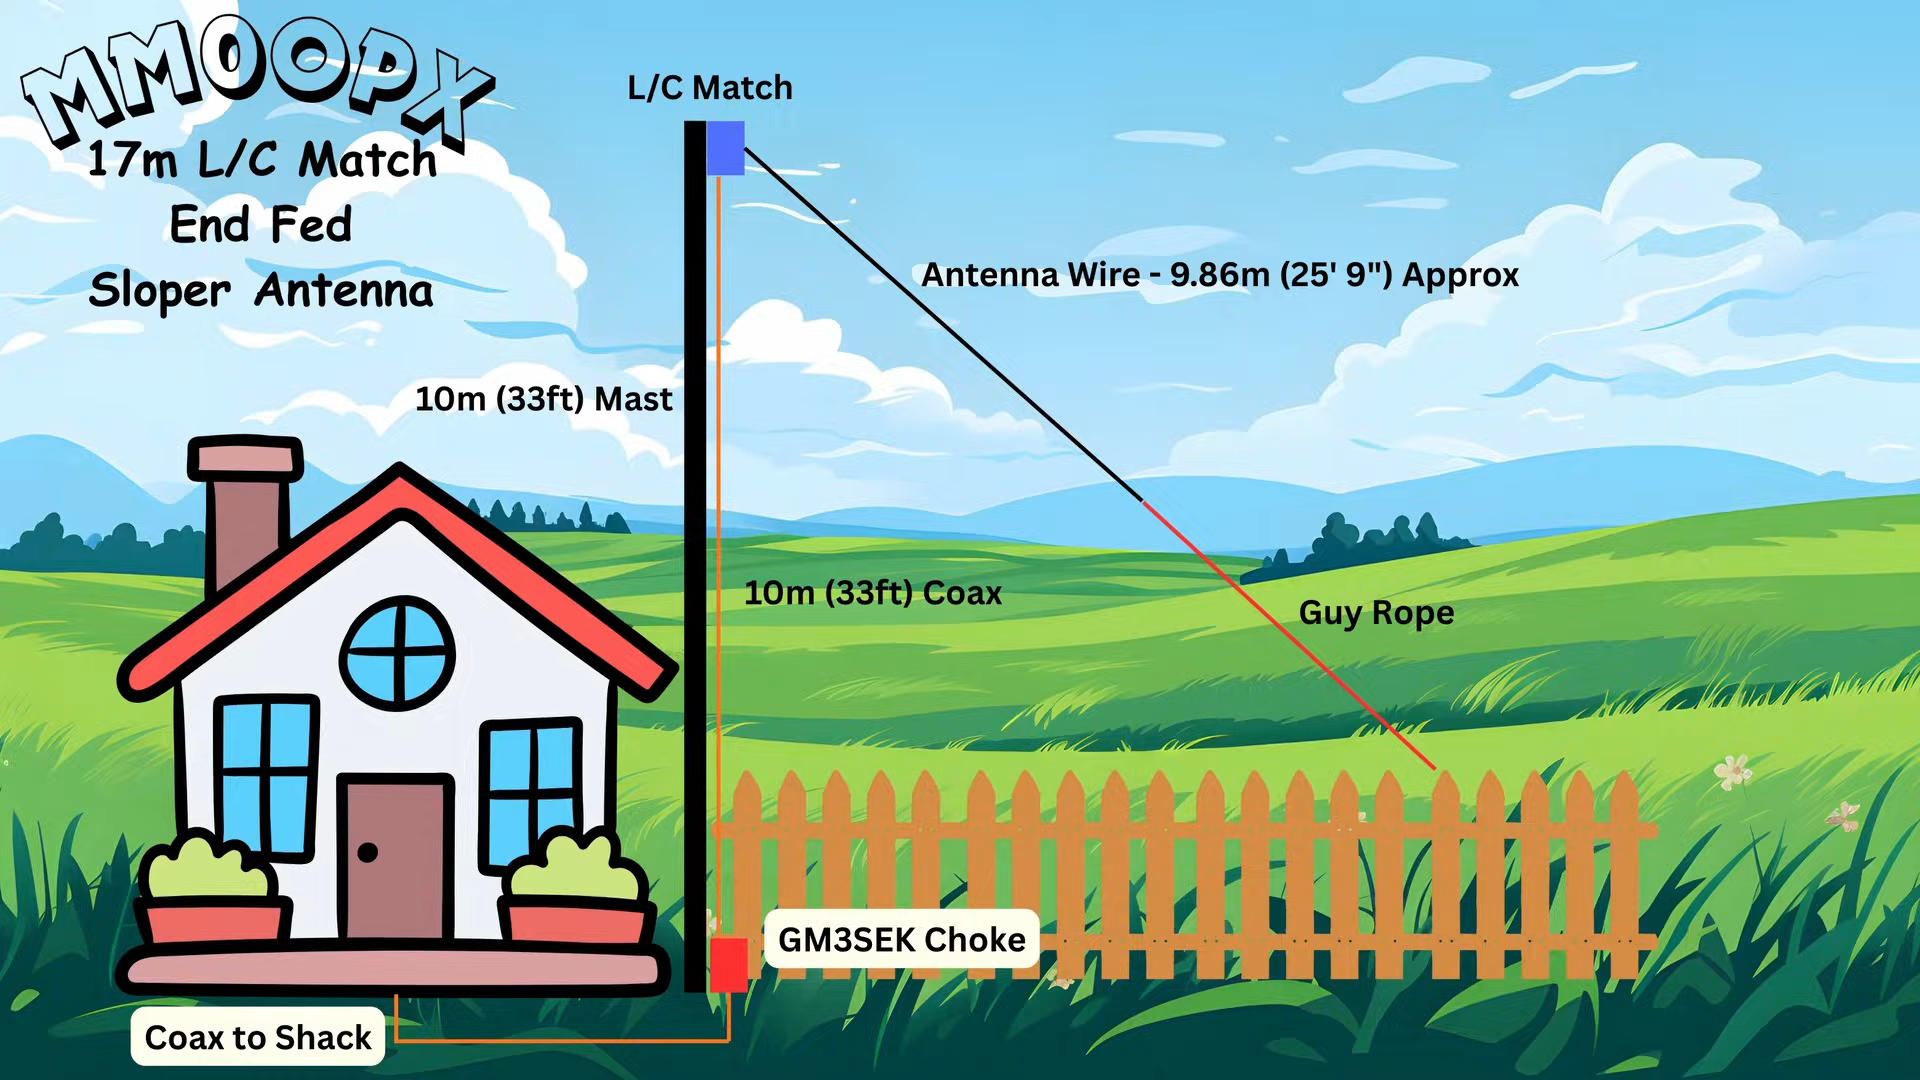 MM0OPX
17m L/C Match
End Fed
Sloper Antenna
L/C Match
Antenna Wire - 9.86m (25' 9") Approx
10m (33ft) Mast
10m (33ft) Coax
Guy Rope
GM3SEK Choke
Coax to Shack